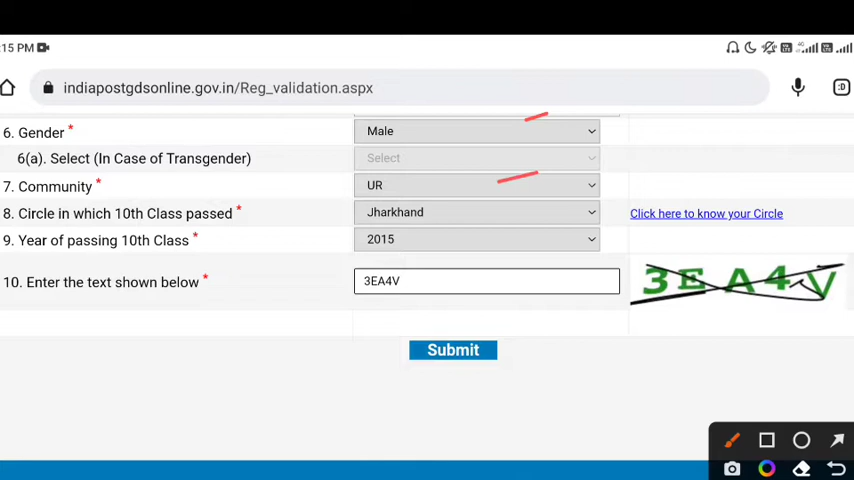 :15 PM
indiapostgdsonline.gov.in/Reg_validation.aspx
:D
6. Gender * Male
6(a). Select (In Case of Transgender) Select
7. Community * UR
8. Circle in which 10th Class passed * Jharkhand Click here to know your Circle
9. Year of passing 10th Class * 2015
10. Enter the text shown below * 3EA4V 3EA4V
Submit